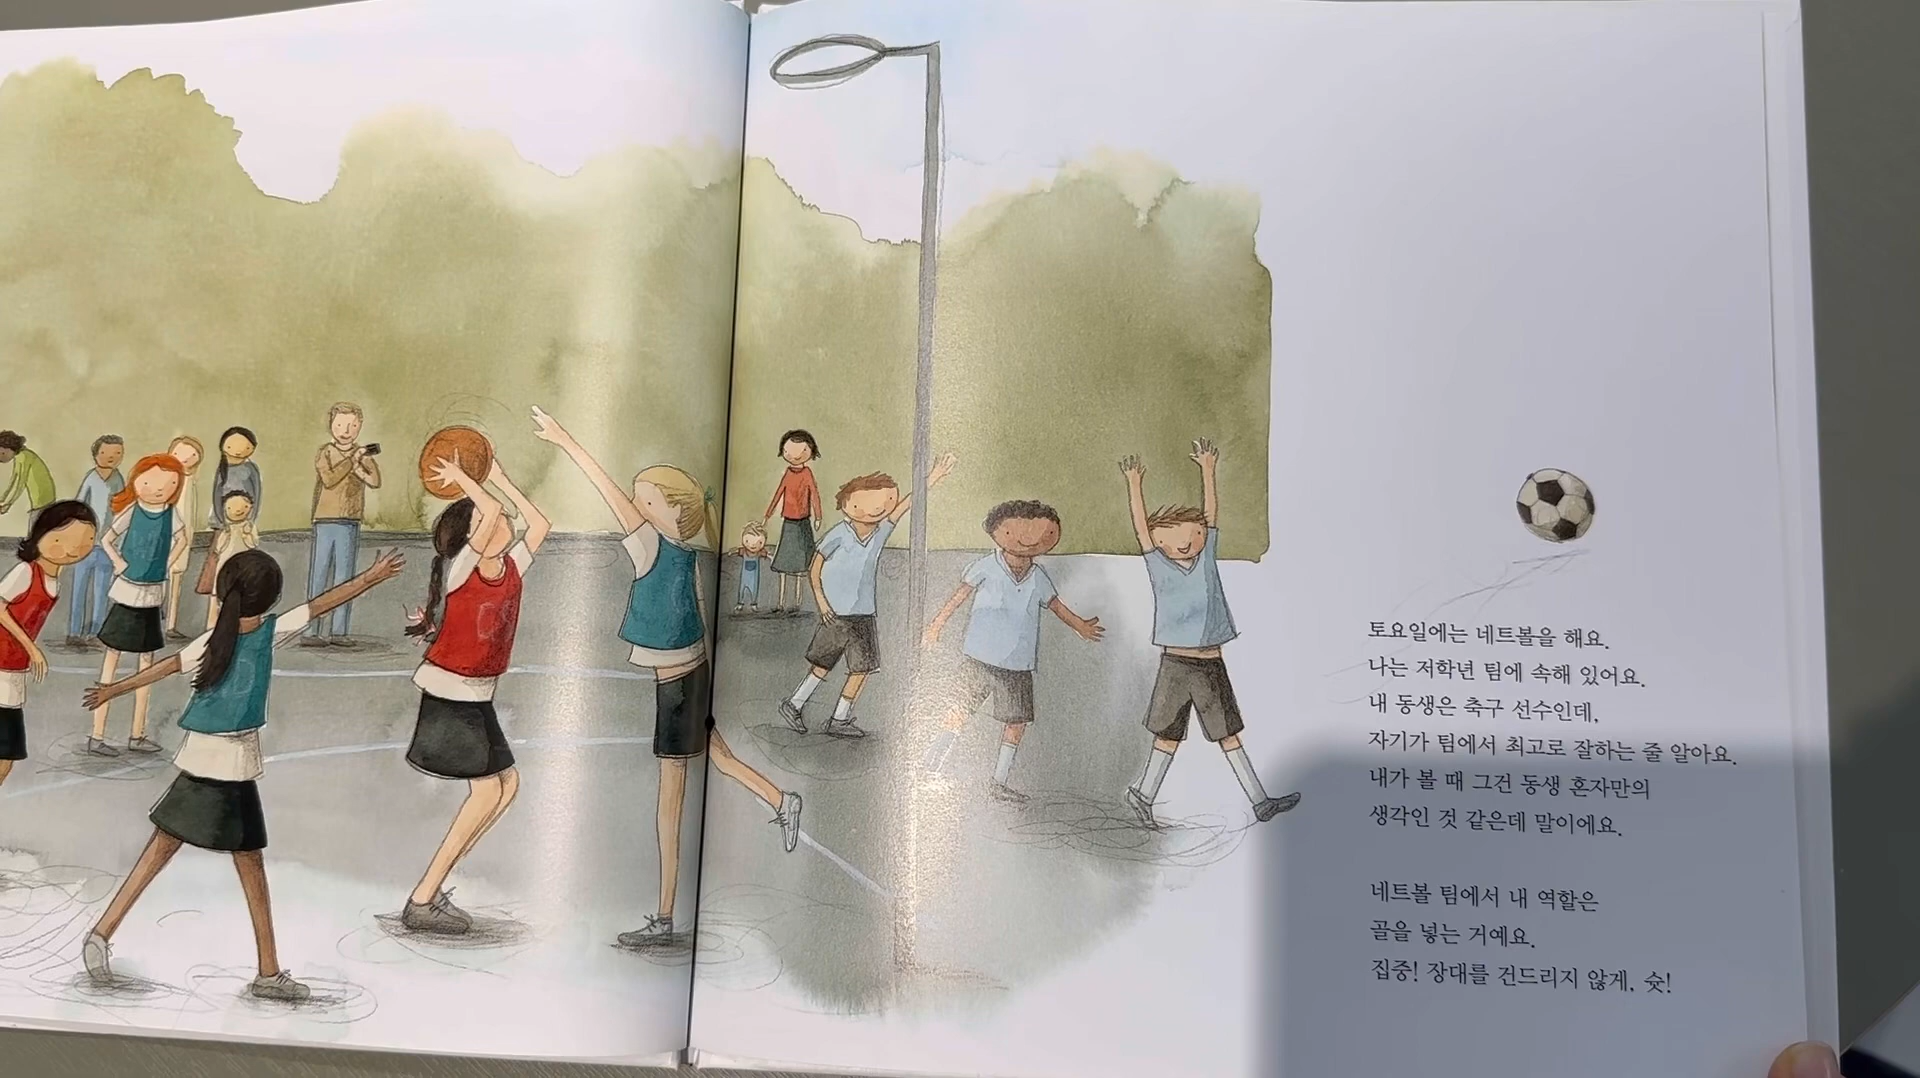 토요일에는 네트볼을 해요.
나는 저학년 팀에 속해 있어요.
내 동생은 축구 선수인데,
자기가 팀에서 최고로 잘하는 줄 알아요.
내가 볼 때 그건 동생 혼자만의
생각인 것 같은데 말이에요.
네트볼 팀에서 내 역할은
골을 넣는 거예요.
집중! 장대를 건드리지 않게, 슛!